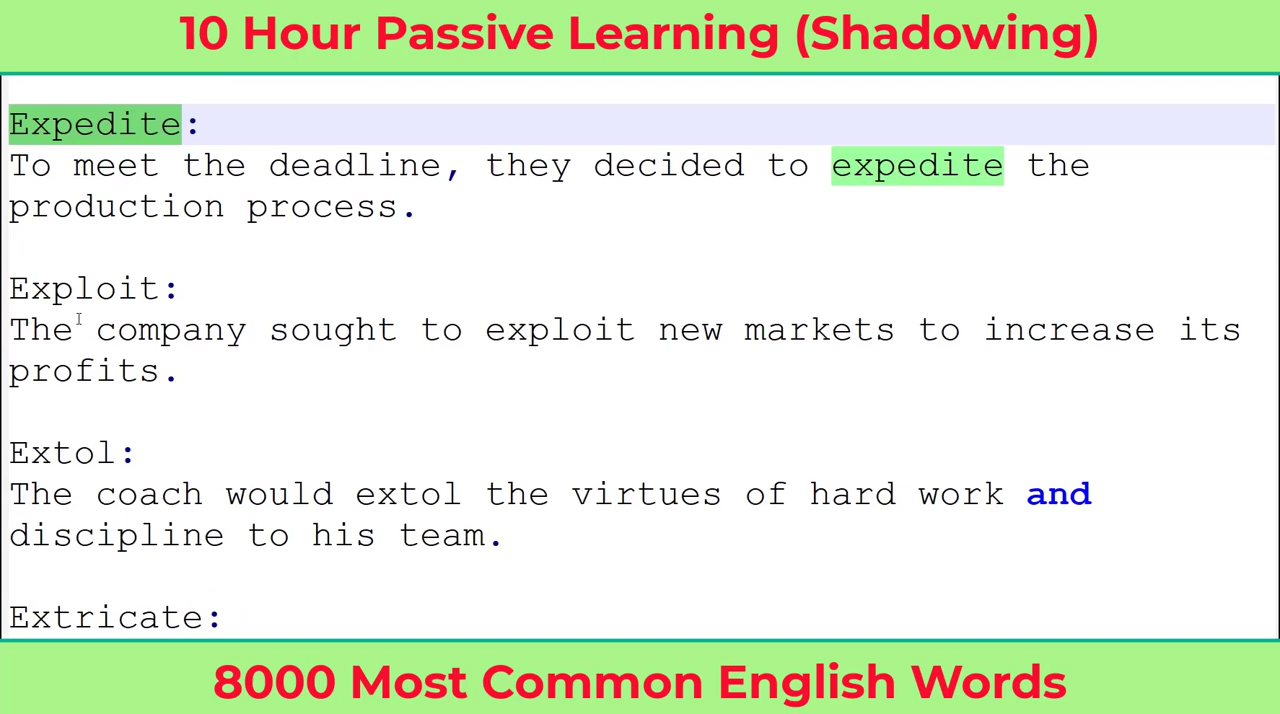 10 Hour Passive Learning (Shadowing)
Expedite:
To meet the deadline, they decided to expedite the
production process.
Exploit:
The company sought to exploit new markets to increase its
profits.
Extol:
The coach would extol the virtues of hard work and
discipline to his team.
Extricate:
8000 Most Common English Words